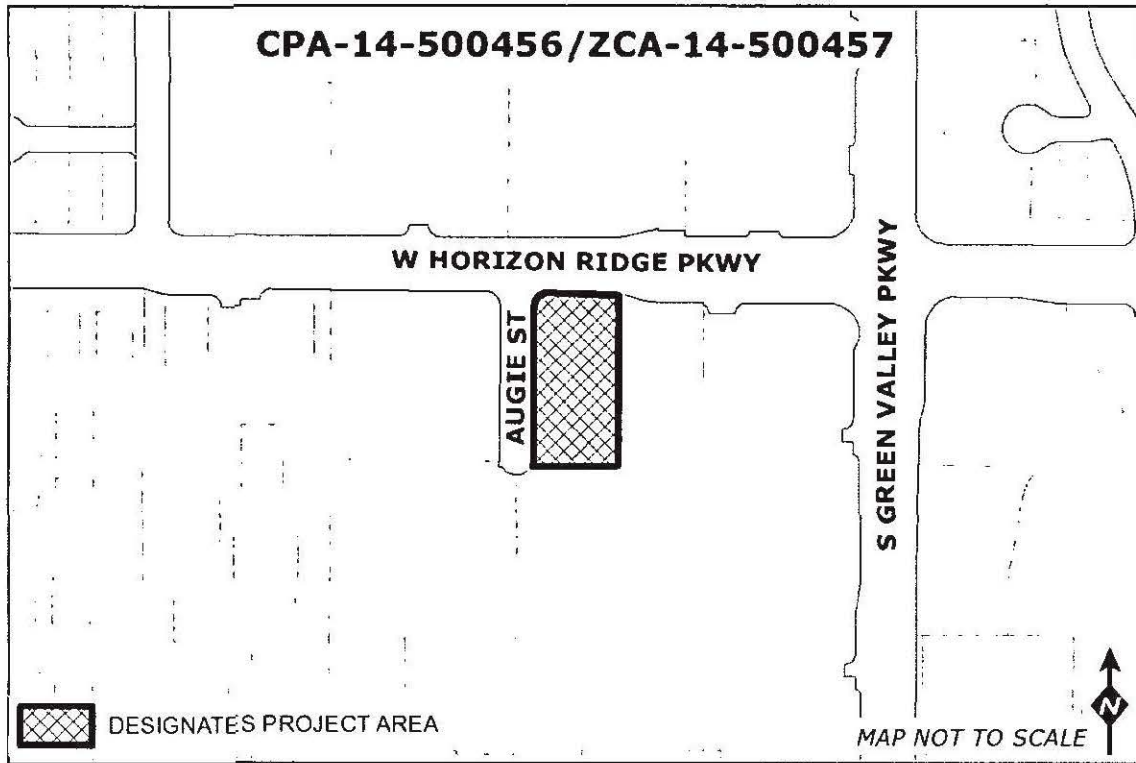 CPA-14-500456/ZCA-14-500457
W HORIZON RIDGE PKWY
AUGIE ST
S GREEN VALLEY PKWY
DESIGNATES PROJECT AREA
N
MAP NOT TO SCALE